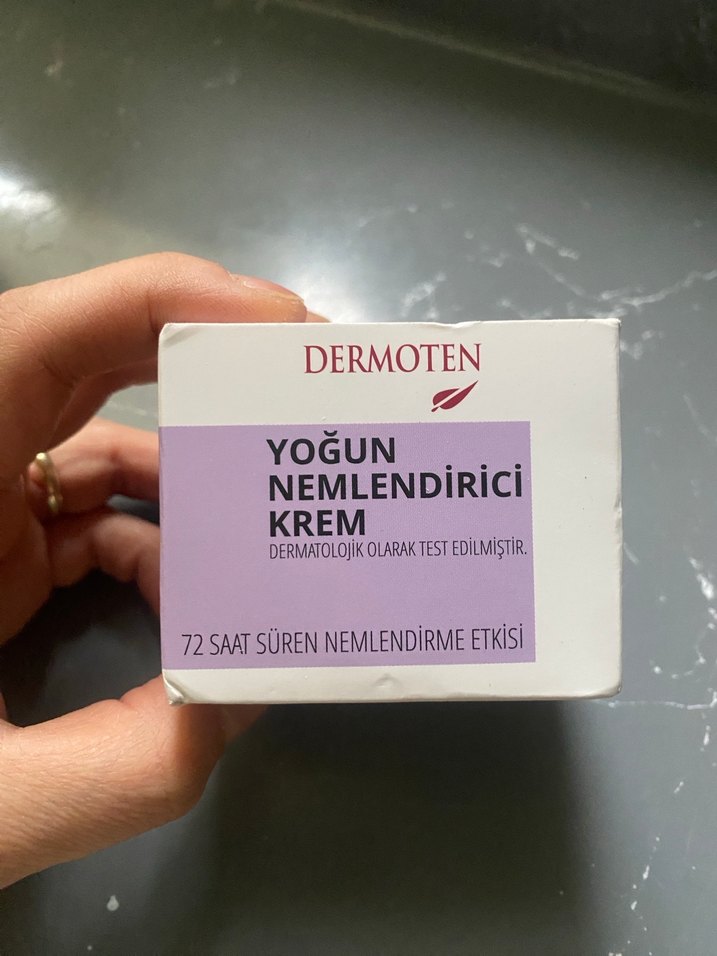 DERMOTEN
YOĞUN
NEMLENDİRİCİ
KREM
DERMATOLOJİK OLARAK TEST EDİLMİŞTİR.
72 SAAT SÜREN NEMLENDİRME ETKİSİ